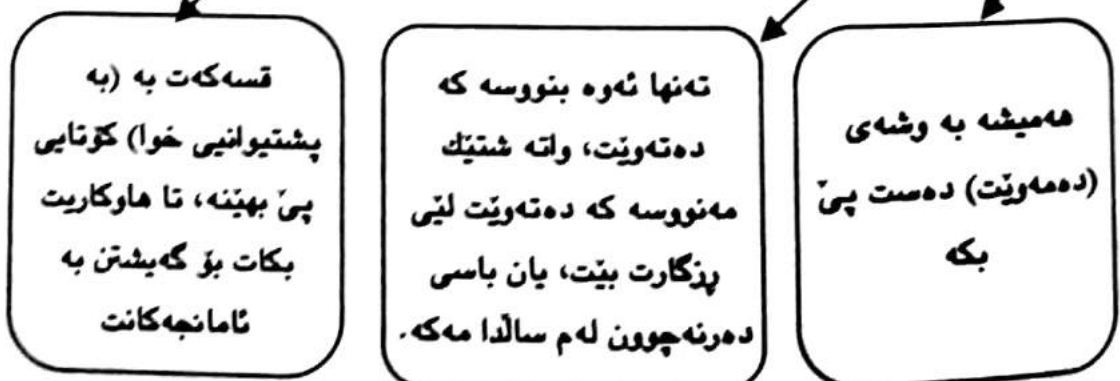 هەمیشە بە وشەی
(دەمەوێت) دەست پێ
بکە
تەنها ئەوە بنووسە کە
دەتەوێت، واتە شتێك
مەنووسە کە دەتەوێت لێی
ڕزگارت بێت، یان باسی
دەرنەچوون لەم ساڵدا مەکە.
قسەکەت بە (بە
پشتیوانیی خوا) کۆتایی
پێ بهێنە، تا هاوکاریت
بکات بۆ گەیشتن بە
ئامانجەکانت